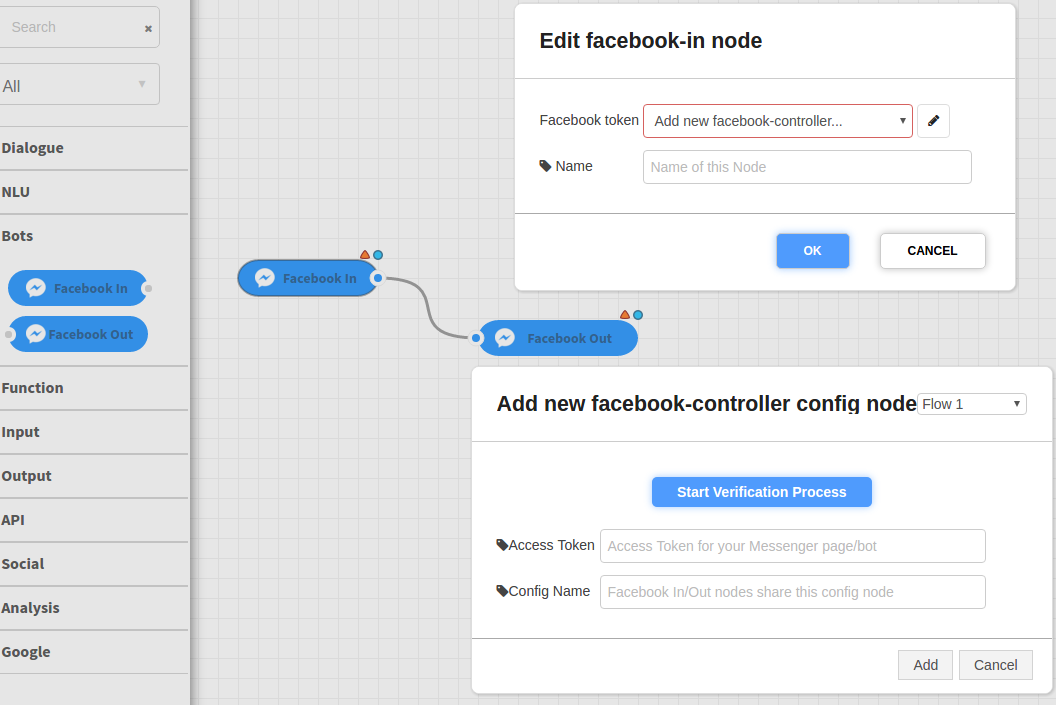 Search
All
Dialogue
NLU
Bots
Facebook In
Facebook Out
Function
Input
Output
API
Social
Analysis
Google
Facebook In
Facebook Out
Edit facebook-in node
Facebook token Add new facebook-controller...
Name Name of this Node
OK CANCEL
Add new facebook-controller config node Flow 1
Start Verification Process
Access Token Access Token for your Messenger page/bot
Config Name Facebook In/Out nodes share this config node
Add Cancel